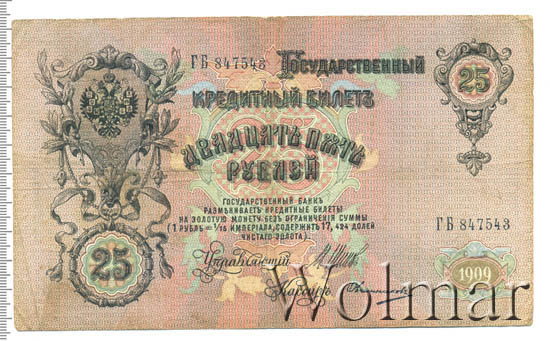 ГБ 847543
Государственный
25
Кредитный Билетъ
Двадцать пять
рублей
25
Государственный Банкъ
размѣниваетъ кредитные билеты
на золотую монету безъ ограниченія суммы
(1 рубль = 1/15 имперіала, содержитъ 17,424 долей
чистаго золота)
ГБ 847543
25
Управляющій
И. Шипов
Кассиръ
1909
Wolmar